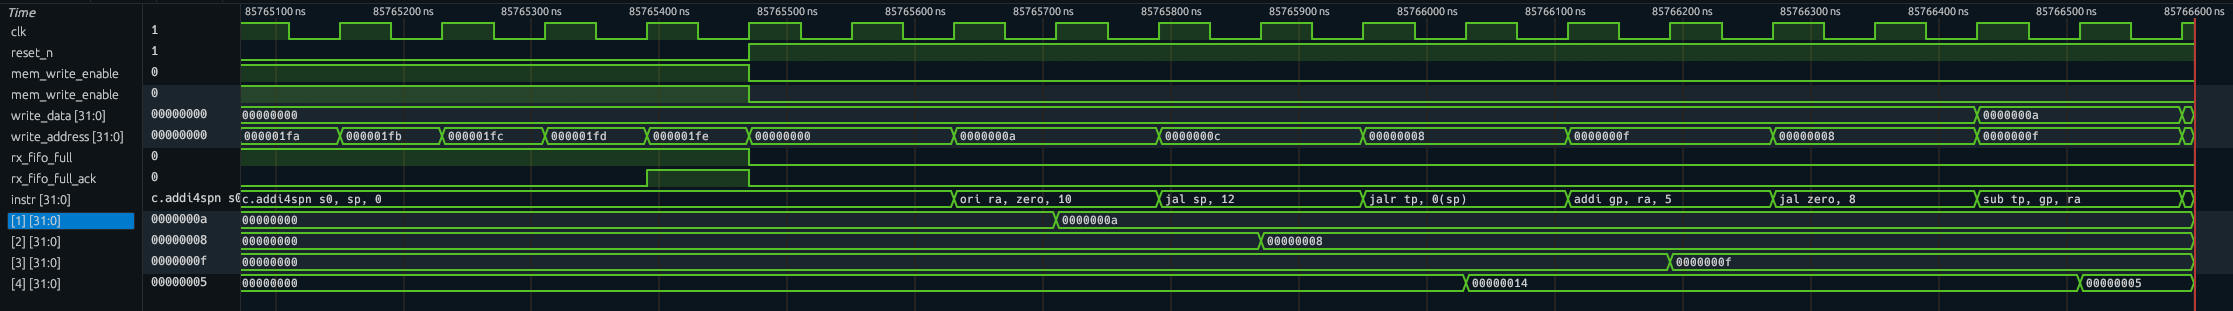 Time 85765100 ns 85765200 ns 85765300 ns 85765400 ns 85765500 ns 85765600 ns 85765700 ns 85765800 ns 85765900 ns 85766000 ns 85766100 ns 85766200 ns 85766300 ns 85766400 ns 85766500 ns 85766600 ns
clk 1
reset_n 1
mem_write_enable 0
mem_write_enable 0
write_data [31:0] 00000000 00000000 0000000a
write_address [31:0] 00000000 000001fa 000001fb 000001fc 000001fd 000001fe 00000000 0000000a 0000000c 00000008 0000000f 00000008 0000000f
rx_fifo_full 0
rx_fifo_full_ack 0
instr [31:0] c.addi4spn s0 c.addi4spn s0, sp, 0 ori ra, zero, 10 jal sp, 12 jalr tp, 0(sp) addi gp, ra, 5 jal zero, 8 sub tp, gp, ra
[1] [31:0] 0000000a 00000000 0000000a
[2] [31:0] 00000008 00000000 00000008
[3] [31:0] 0000000f 00000000 0000000f
[4] [31:0] 00000005 00000000 00000014 00000005